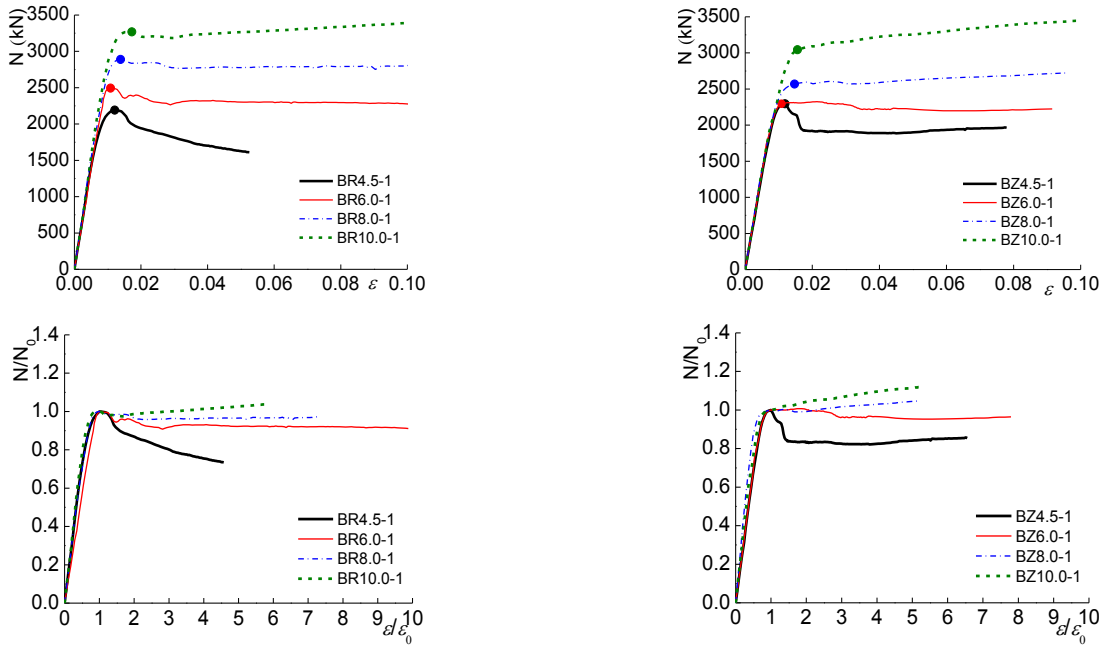 N (kN)
3500
3000
2500
2000
1500
1000
500
0
0.00 0.02 0.04 0.06 0.08 0.10
ε
BR4.5-1
BR6.0-1
BR8.0-1
BR10.0-1
N (kN)
3500
3000
2500
2000
1500
1000
500
0
0.00 0.02 0.04 0.06 0.08 0.10
ε
BZ4.5-1
BZ6.0-1
BZ8.0-1
BZ10.0-1
N/N0
1.4
1.2
1.0
0.8
0.6
0.4
0.2
0.0
0 1 2 3 4 5 6 7 8 9 10
ε/ε0
BR4.5-1
BR6.0-1
BR8.0-1
BR10.0-1
N/N0
1.4
1.2
1.0
0.8
0.6
0.4
0.2
0.0
0 1 2 3 4 5 6 7 8 9 10
ε/ε0
BZ4.5-1
BZ6.0-1
BZ8.0-1
BZ10.0-1